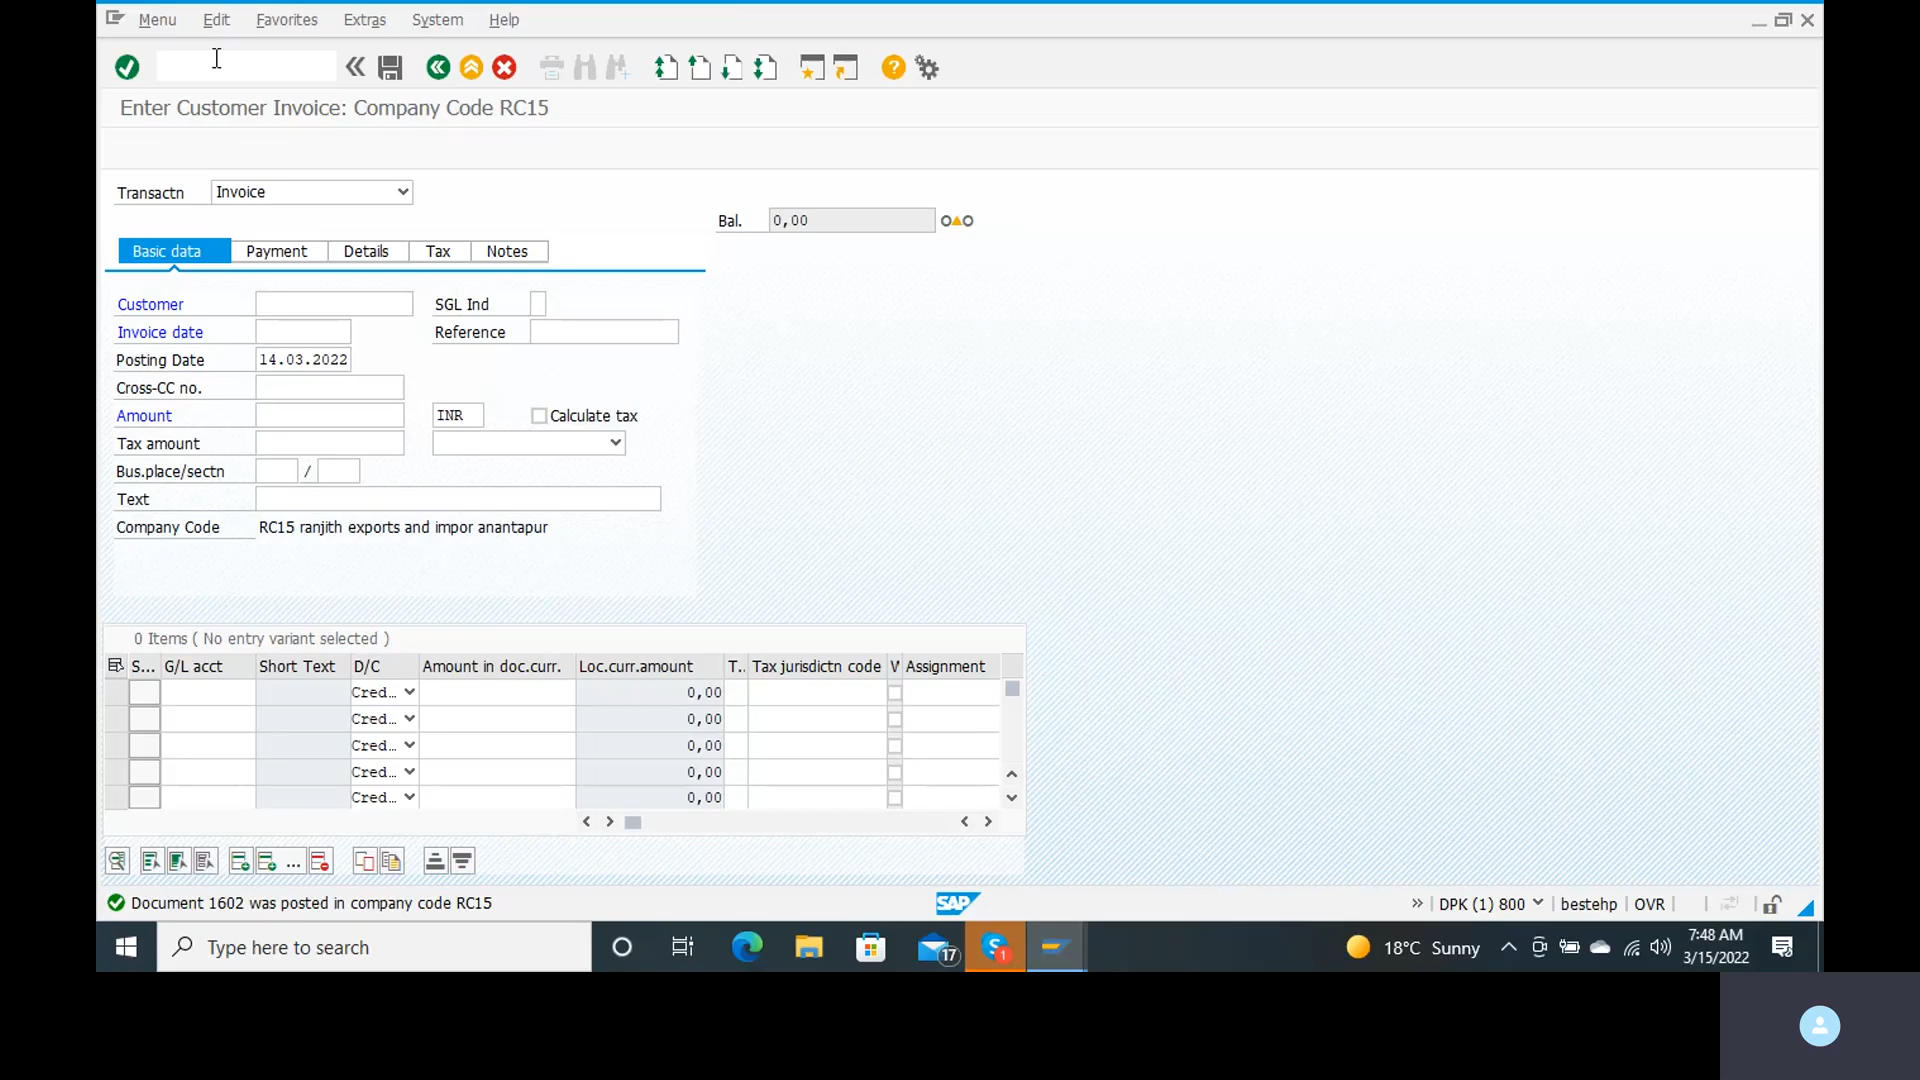 Menu Edit Favorites Extras System Help
Enter Customer Invoice: Company Code RC15
Transactn Invoice
Bal. 0,00
Basic data Payment Details Tax Notes
Customer SGL Ind
Invoice date Reference
Posting Date 14.03.2022
Cross-CC no.
Amount INR Calculate tax
Tax amount
Bus.place/sectn /
Text
Company Code RC15 ranjith exports and impor anantapur
0 Items ( No entry variant selected )
S... G/L acct Short Text D/C Amount in doc.curr. Loc.curr.amount T.. Tax jurisdictn code V Assignment
Cred... 0,00
Cred... 0,00
Cred... 0,00
Cred... 0,00
Cred... 0,00
...
Document 1602 was posted in company code RC15 SAP DPK (1) 800 bestehp OVR
Type here to search 17 S 1 18°C Sunny 7:48 AM
3/15/2022